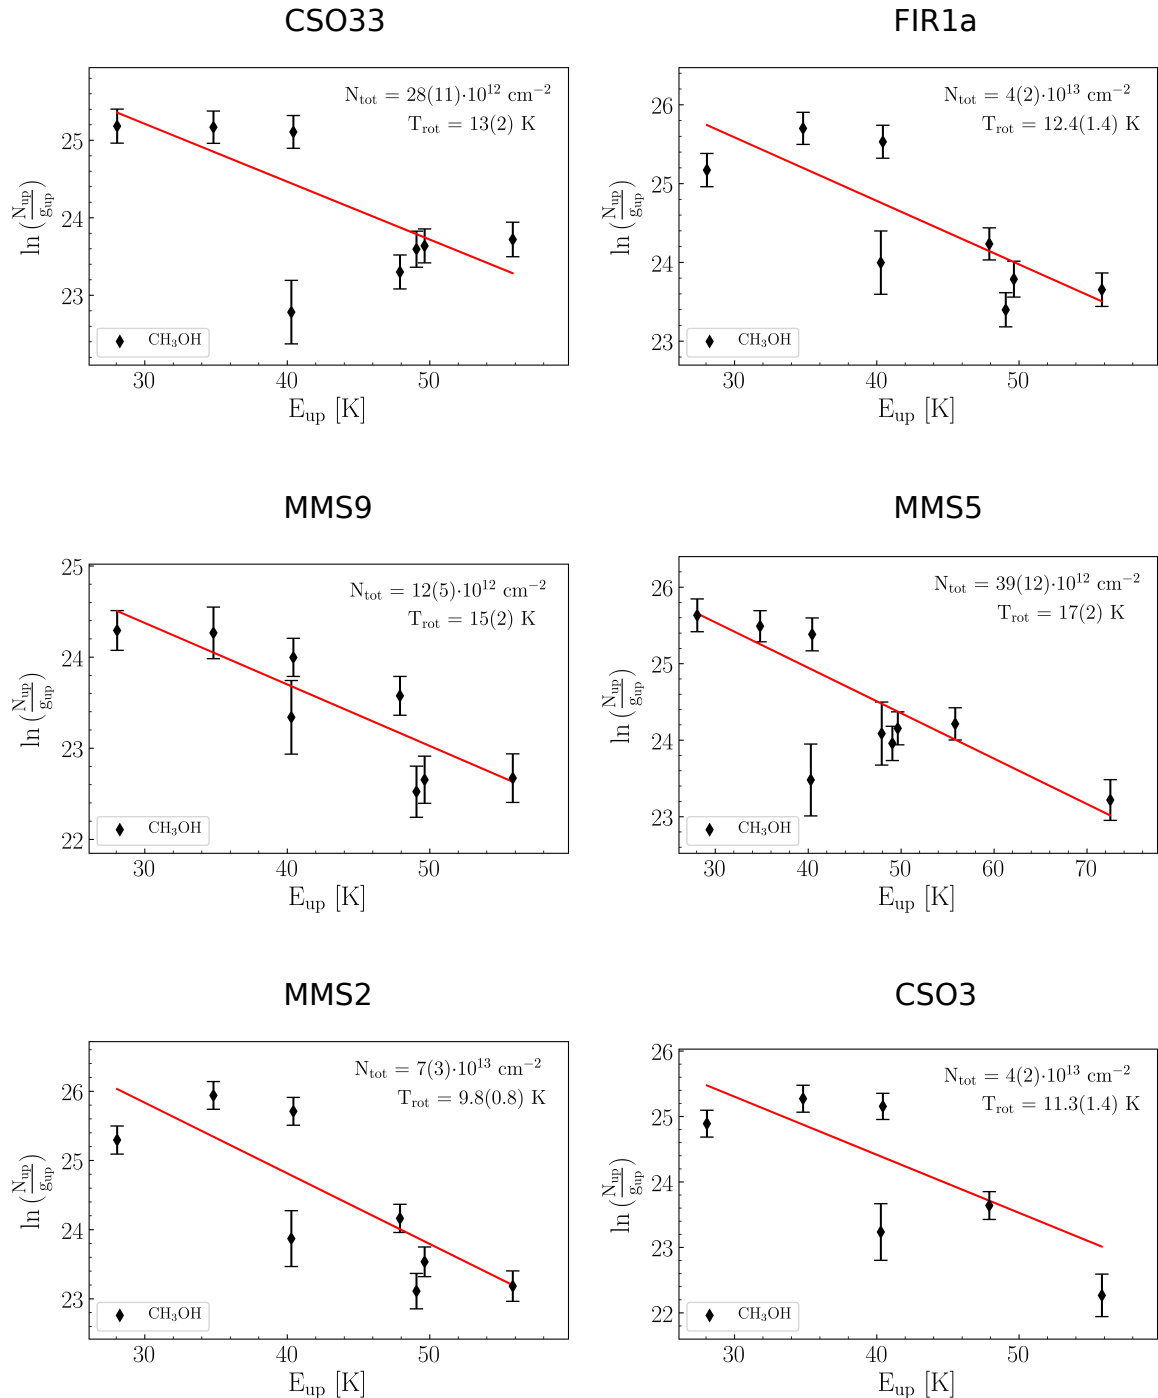 CSO33
N_tot = 28(11)·10^12 cm^−2
T_rot = 13(2) K
25
24
23
ln (N_up/g_up)
CH_3OH
30 40 50
E_up [K]
FIR1a
N_tot = 4(2)·10^13 cm^−2
T_rot = 12.4(1.4) K
26
25
24
23
ln (N_up/g_up)
CH_3OH
30 40 50
E_up [K]
MMS9
N_tot = 12(5)·10^12 cm^−2
T_rot = 15(2) K
25
24
23
22
ln (N_up/g_up)
CH_3OH
30 40 50
E_up [K]
MMS5
N_tot = 39(12)·10^12 cm^−2
T_rot = 17(2) K
26
25
24
23
ln (N_up/g_up)
CH_3OH
30 40 50 60 70
E_up [K]
MMS2
N_tot = 7(3)·10^13 cm^−2
T_rot = 9.8(0.8) K
26
25
24
23
ln (N_up/g_up)
CH_3OH
30 40 50
E_up [K]
CSO3
N_tot = 4(2)·10^13 cm^−2
T_rot = 11.3(1.4) K
26
25
24
23
22
ln (N_up/g_up)
CH_3OH
30 40 50
E_up [K]